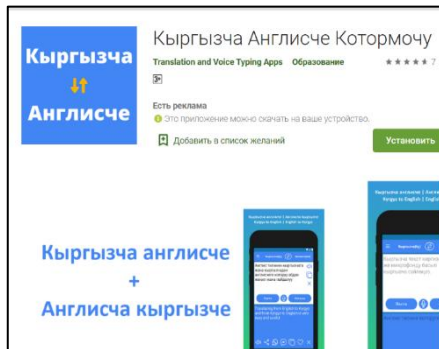 Кыргызча
Англисче
Кыргызча Англисче Котормочу
Translation and Voice Typing Apps Образование
7
Есть реклама
Это приложение можно скачать на ваше устройство.
Добавить в список желаний
Установить
Кыргызча англисче
+
Англисча кыргызче